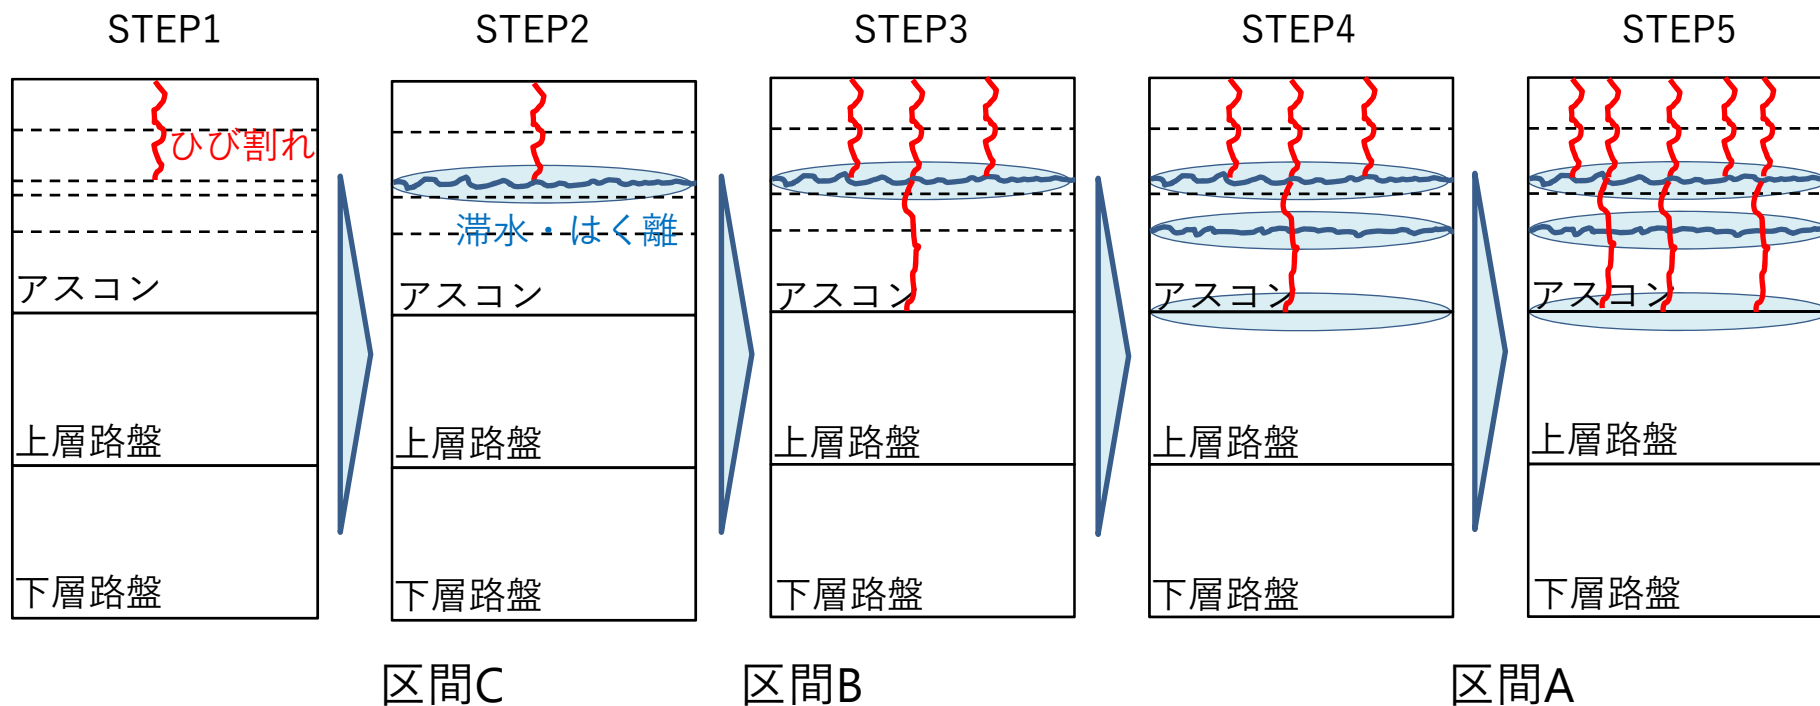 STEP1
STEP2
STEP3
STEP4
STEP5
ひび割れ
滞水・はく離
アスコン
アスコン
アスコン
アスコン
アスコン
上層路盤
上層路盤
上層路盤
上層路盤
上層路盤
下層路盤
下層路盤
下層路盤
下層路盤
下層路盤
区間C
区間B
区間A